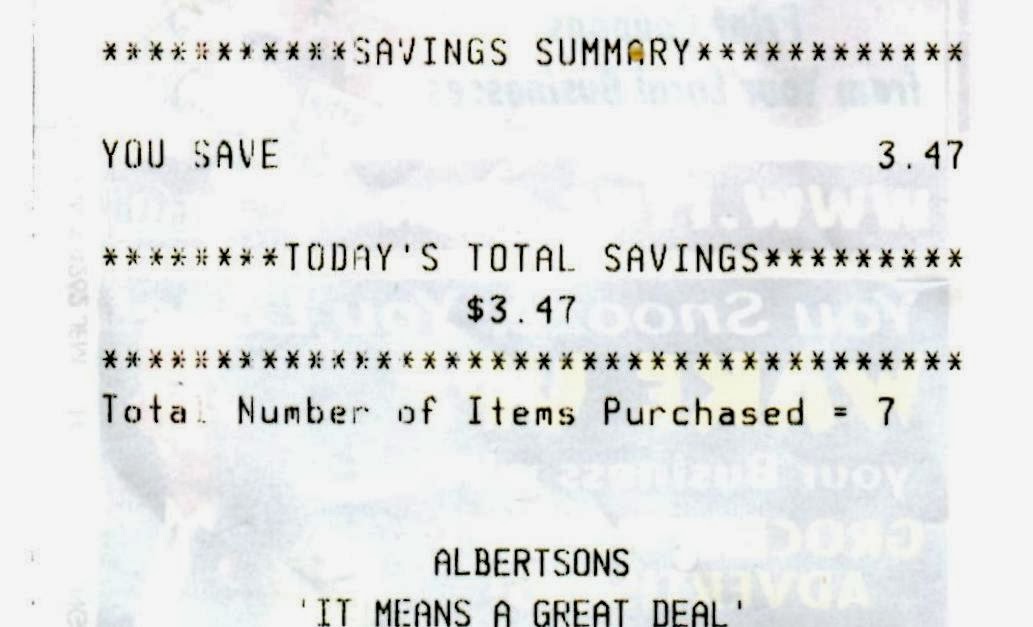 ***********SAVINGS SUMMARY************
YOU SAVE 3.47
********TODAY'S TOTAL SAVINGS*********
$3.47
**************************************
Total Number of Items Purchased = 7
ALBERTSONS
'IT MEANS A GREAT DEAL'